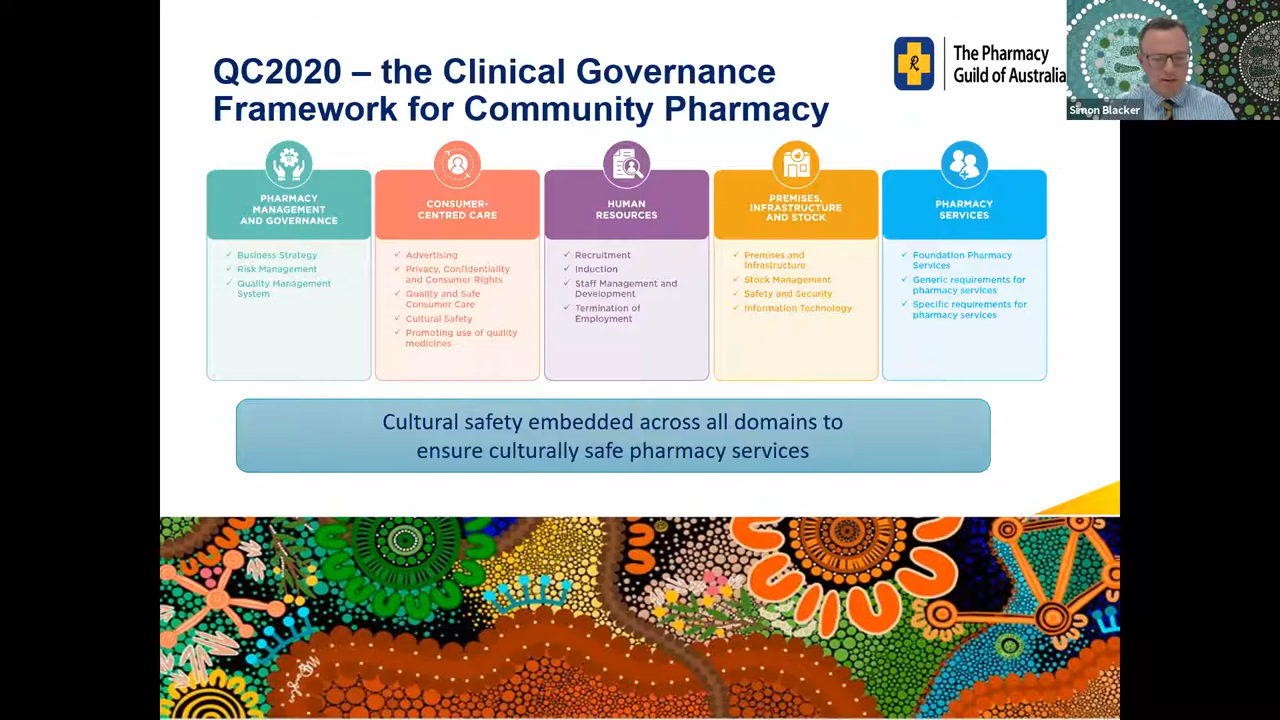 QC2020 – the Clinical Governance
Framework for Community Pharmacy
The Pharmacy
Guild of Australia
Simon Blacker
PHARMACY
MANAGEMENT
AND GOVERNANCE
✓ Business Strategy
✓ Risk Management
✓ Quality Management
System
CONSUMER-
CENTRED CARE
✓ Advertising
✓ Privacy, Confidentiality
and Consumer Rights
✓ Quality and Safe
Consumer Care
✓ Cultural Safety
✓ Promoting use of quality
medicines
HUMAN
RESOURCES
✓ Recruitment
✓ Induction
✓ Staff Management and
Development
✓ Termination of
Employment
PREMISES,
INFRASTRUCTURE
AND STOCK
✓ Premises and
Infrastructure
✓ Stock Management
✓ Safety and Security
✓ Information Technology
PHARMACY
SERVICES
✓ Foundation Pharmacy
Services
✓ Generic requirements for
pharmacy services
✓ Specific requirements for
pharmacy services
Cultural safety embedded across all domains to
ensure culturally safe pharmacy services